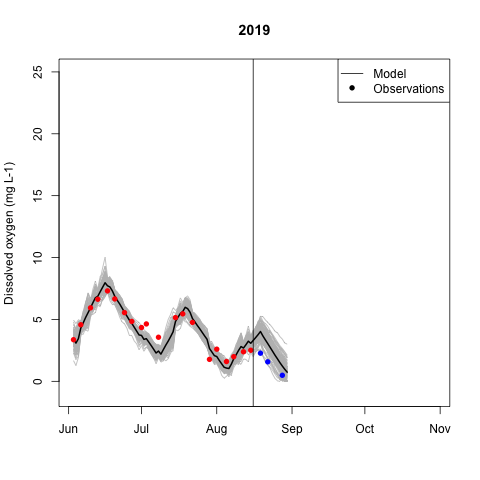 2019
Model
Observations
Dissolved oxygen (mg L-1)
25
20
15
10
5
0
Jun Jul Aug Sep Oct Nov